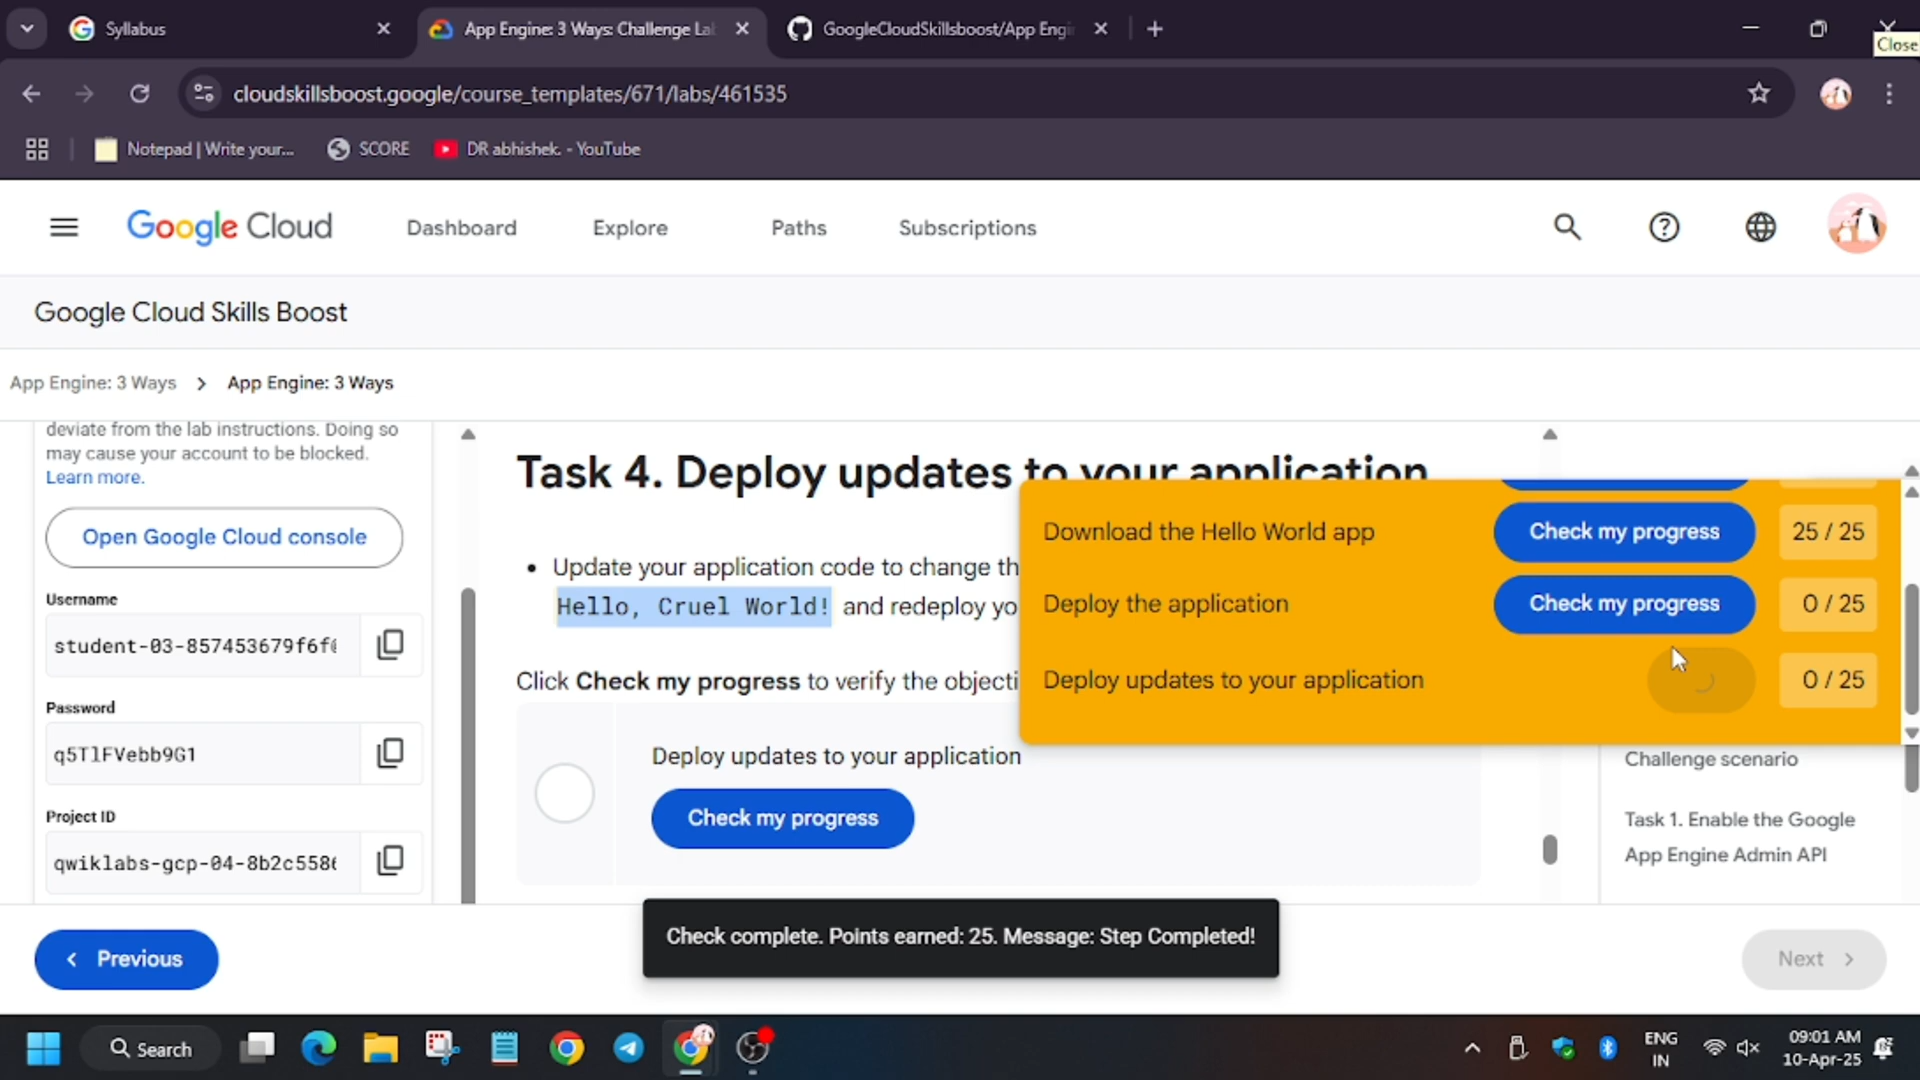 Syllabus
App Engine: 3 Ways: Challenge La
GoogleCloudSkillsboost/App Engi
Close
cloudskillsboost.google/course_templates/671/labs/461535
Notepad | Write your...
SCORE
DR abhishek. - YouTube
Google Cloud
Dashboard
Explore
Paths
Subscriptions
Google Cloud Skills Boost
App Engine: 3 Ways > App Engine: 3 Ways
deviate from the lab instructions. Doing so
may cause your account to be blocked.
Learn more.
Open Google Cloud console
Username
student-03-857453679f6f
Password
q5TlFVebb9G1
Project ID
qwiklabs-gcp-04-8b2c558
Task 4. Deploy updates to your application
Update your application code to change th
Hello, Cruel World! and redeploy yo
Click Check my progress to verify the objecti
Deploy updates to your application
Check my progress
Download the Hello World app
Check my progress
25 / 25
Deploy the application
Check my progress
0 / 25
Deploy updates to your application
0 / 25
Challenge scenario
Task 1. Enable the Google
App Engine Admin API
Previous
Check complete. Points earned: 25. Message: Step Completed!
Next
Search
ENG
IN
09:01 AM
10-Apr-25